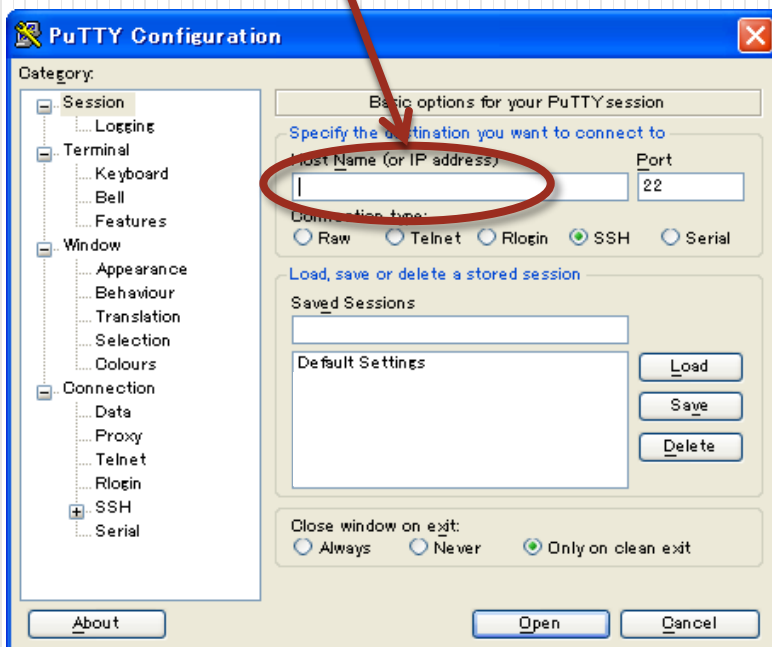 PuTTY Configuration
Category:
Session
Logging
Terminal
Keyboard
Bell
Features
Window
Appearance
Behaviour
Translation
Selection
Colours
Connection
Data
Proxy
Telnet
Rlogin
SSH
Serial
Basic options for your PuTTY session
Specify the destination you want to connect to
Host Name (or IP address) Port
22
Connection type:
Raw Telnet Rlogin SSH Serial
Load, save or delete a stored session
Saved Sessions
Default Settings
Load
Save
Delete
Close window on exit:
Always Never Only on clean exit
About Open Cancel